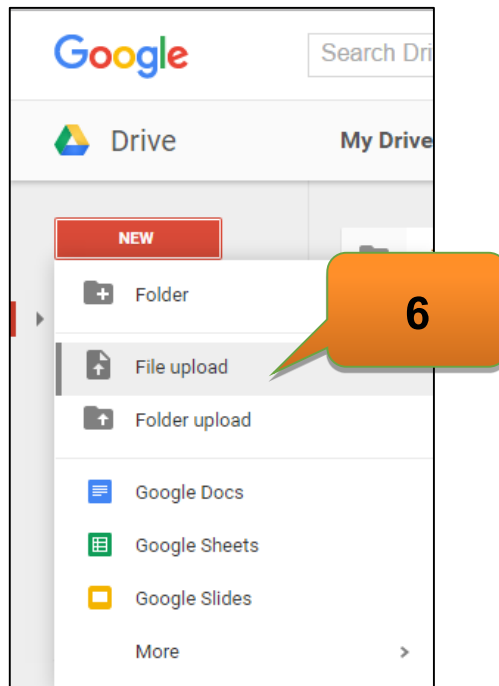 Google
Search Dri
Drive
My Drive
NEW
Folder
6
File upload
Folder upload
Google Docs
Google Sheets
Google Slides
More